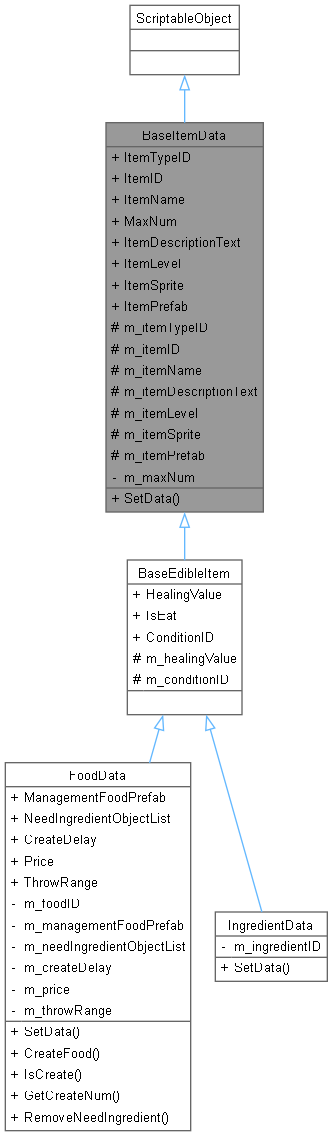 ScriptableObject
BaseItemData
+ ItemTypeID
+ ItemID
+ ItemName
+ MaxNum
+ ItemDescriptionText
+ ItemLevel
+ ItemSprite
+ ItemPrefab
# m_itemTypeID
# m_itemID
# m_itemName
# m_itemDescriptionText
# m_itemLevel
# m_itemSprite
# m_itemPrefab
- m_maxNum
+ SetData()
BaseEdibleItem
+ HealingValue
+ IsEat
+ ConditionID
# m_healingValue
# m_conditionID
FoodData
+ ManagementFoodPrefab
+ NeedIngredientObjectList
+ CreateDelay
+ Price
+ ThrowRange
- m_foodID
- m_managementFoodPrefab
- m_needIngredientObjectList
- m_createDelay
- m_price
- m_throwRange
+ SetData()
+ CreateFood()
+ IsCreate()
+ GetCreateNum()
+ RemoveNeedIngredient()
IngredientData
- m_ingredientID
+ SetData()